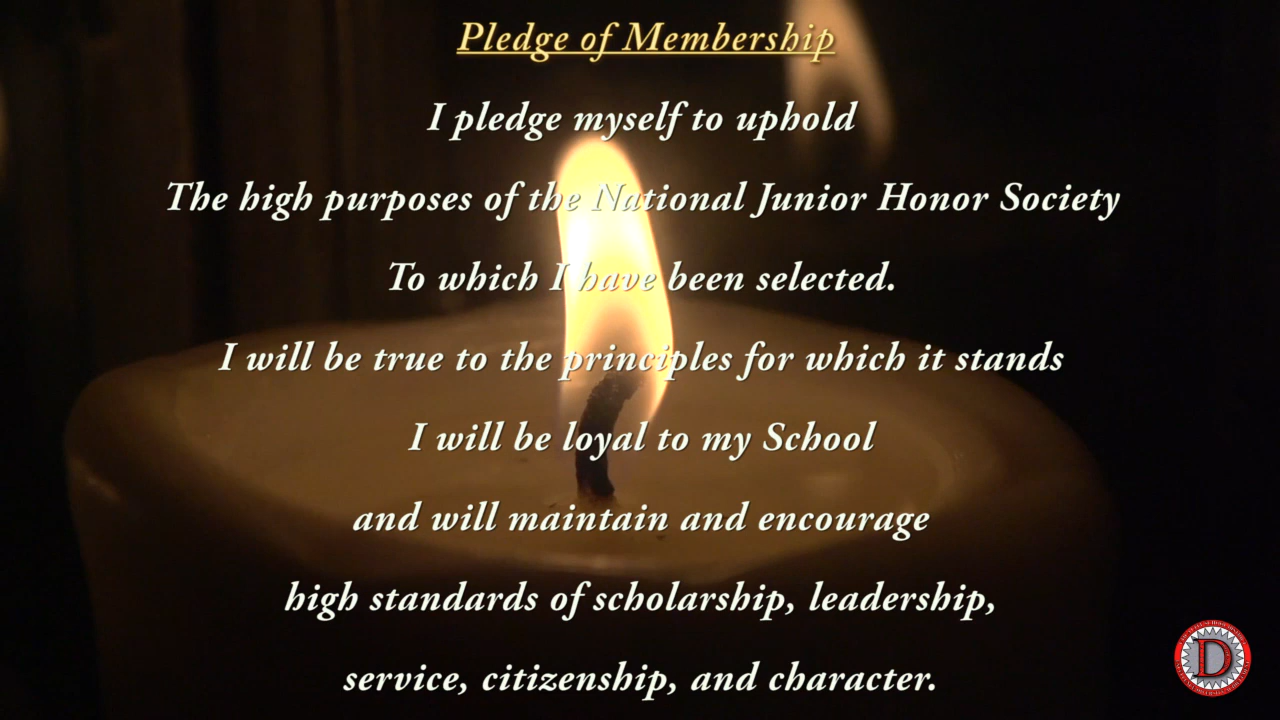 Pledge of Membership
I pledge myself to uphold
The high purposes of the National Junior Honor Society
To which I have been selected.
I will be true to the principles for which it stands
I will be loyal to my School
and will maintain and encourage
high standards of scholarship, leadership,
service, citizenship, and character.
D